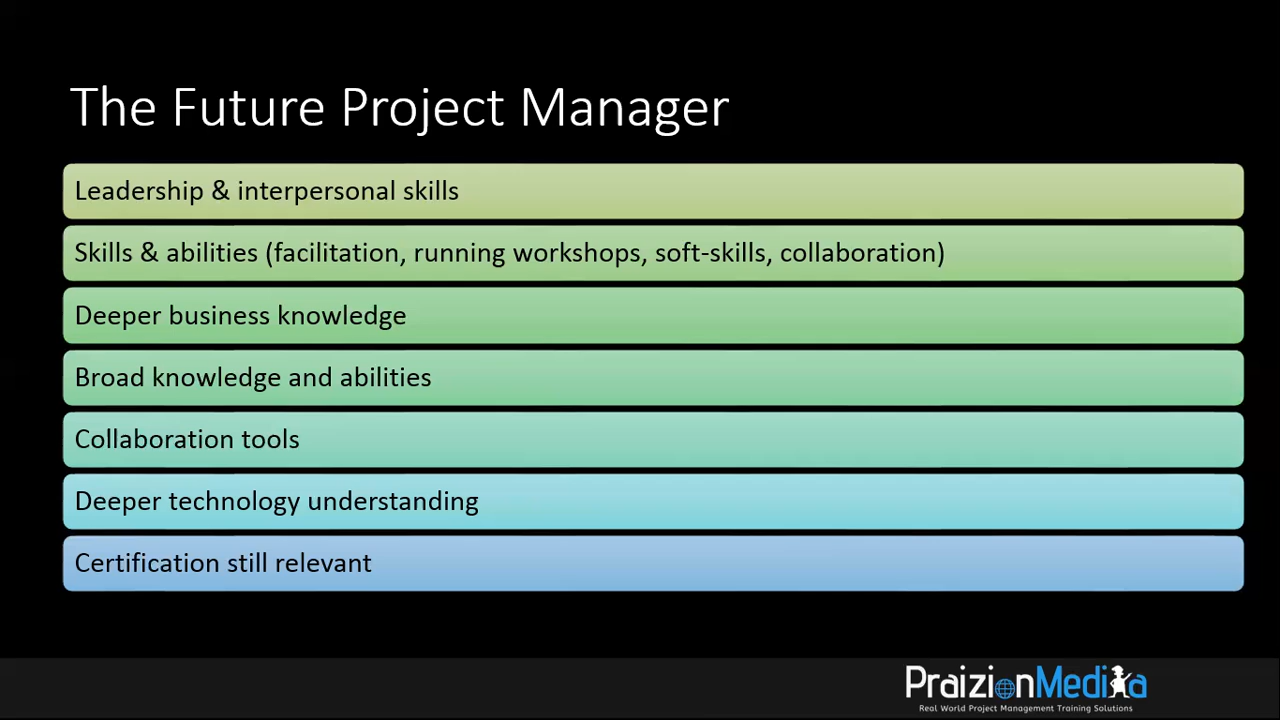 The Future Project Manager
Leadership & interpersonal skills
Skills & abilities (facilitation, running workshops, soft-skills, collaboration)
Deeper business knowledge
Broad knowledge and abilities
Collaboration tools
Deeper technology understanding
Certification still relevant
PraizionMedia
Real World Project Management Training Solutions